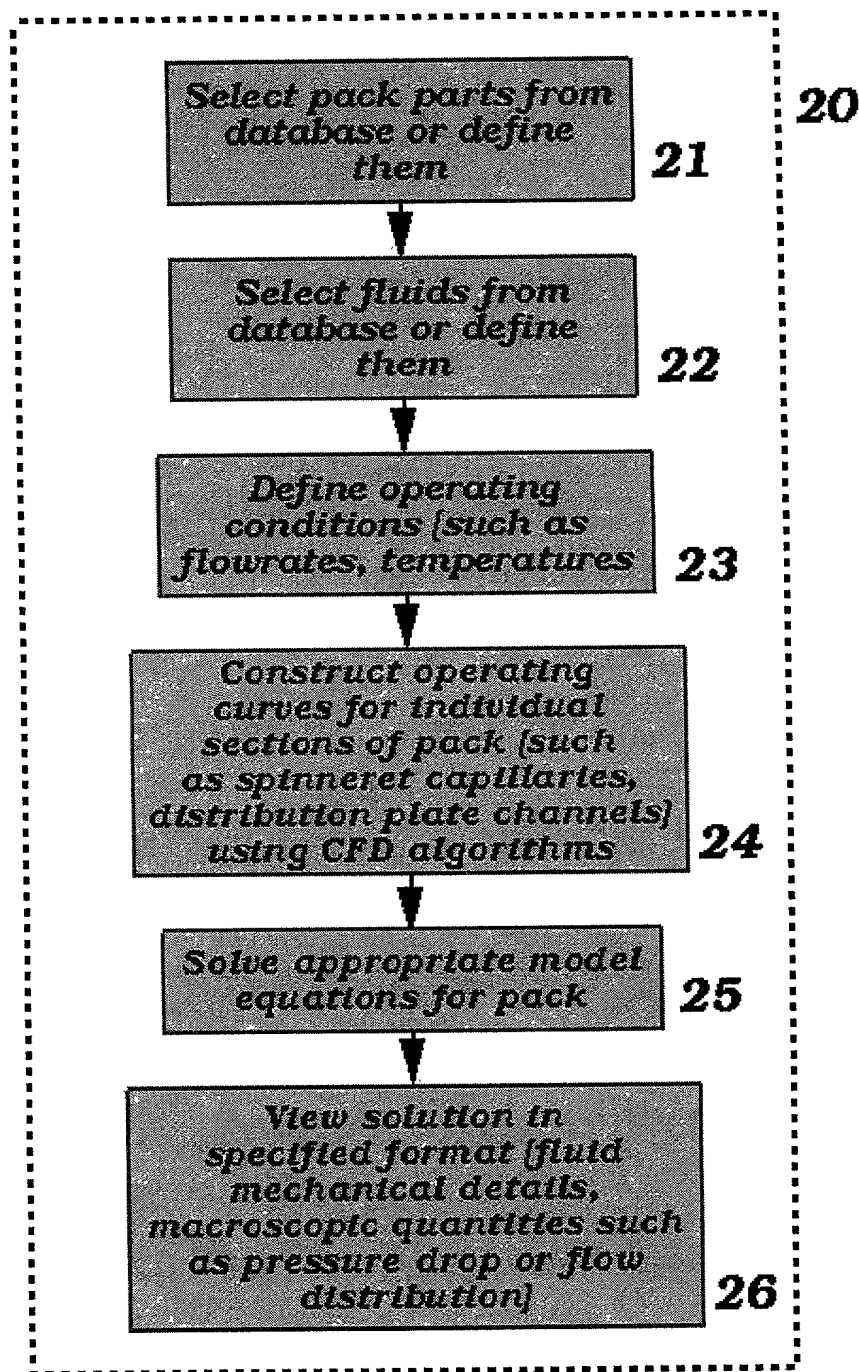 Select pack parts from
database or define
them
20
21
Select fluids from
database or define
them
22
Define operating
conditions (such as
flowrates, temperatures
23
Construct operating
curves for individual
sections of pack (such
as spinneret capillaries,
distribution plate channels)
using CFD algorithms
24
Solve appropriate model
equations for pack
25
View solution in
specified format (fluid
mechanical details,
macroscopic quantities such
as pressure drop or flow
distribution)
26